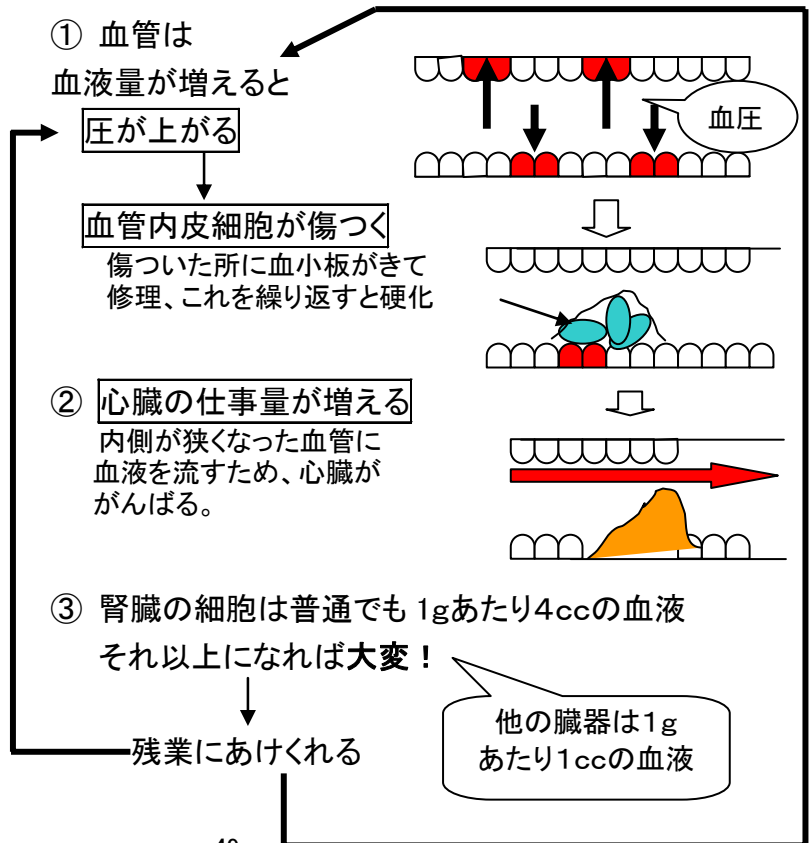 ① 血管は
血液量が増えると
圧が上がる
血圧
血管内皮細胞が傷つく
傷ついた所に血小板がきて
修理、これを繰り返すと硬化
② 心臓の仕事量が増える
内側が狭くなった血管に
血液を流すため、心臓が
がんばる。
③ 腎臓の細胞は普通でも 1gあたり4ccの血液
それ以上になれば大変！
他の臓器は1g
あたり1ccの血液
残業にあけくれる